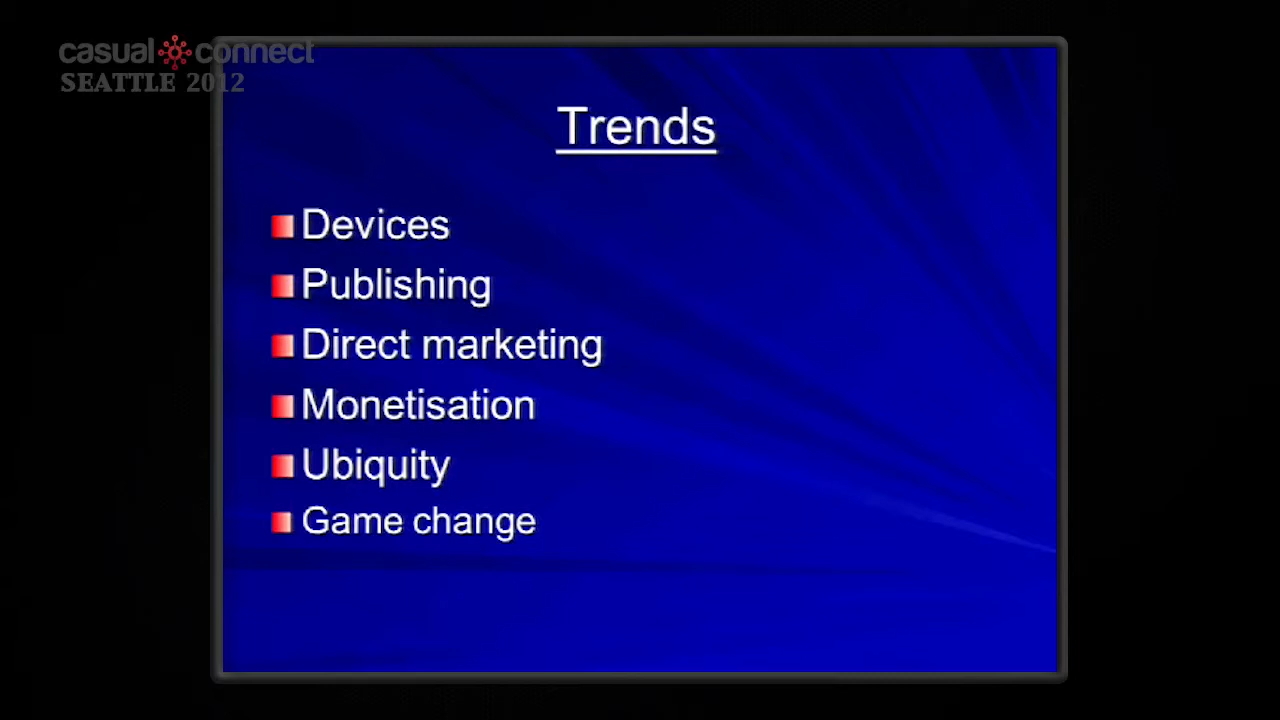 casual connect
SEATTLE 2012
Trends
Devices
Publishing
Direct marketing
Monetisation
Ubiquity
Game change